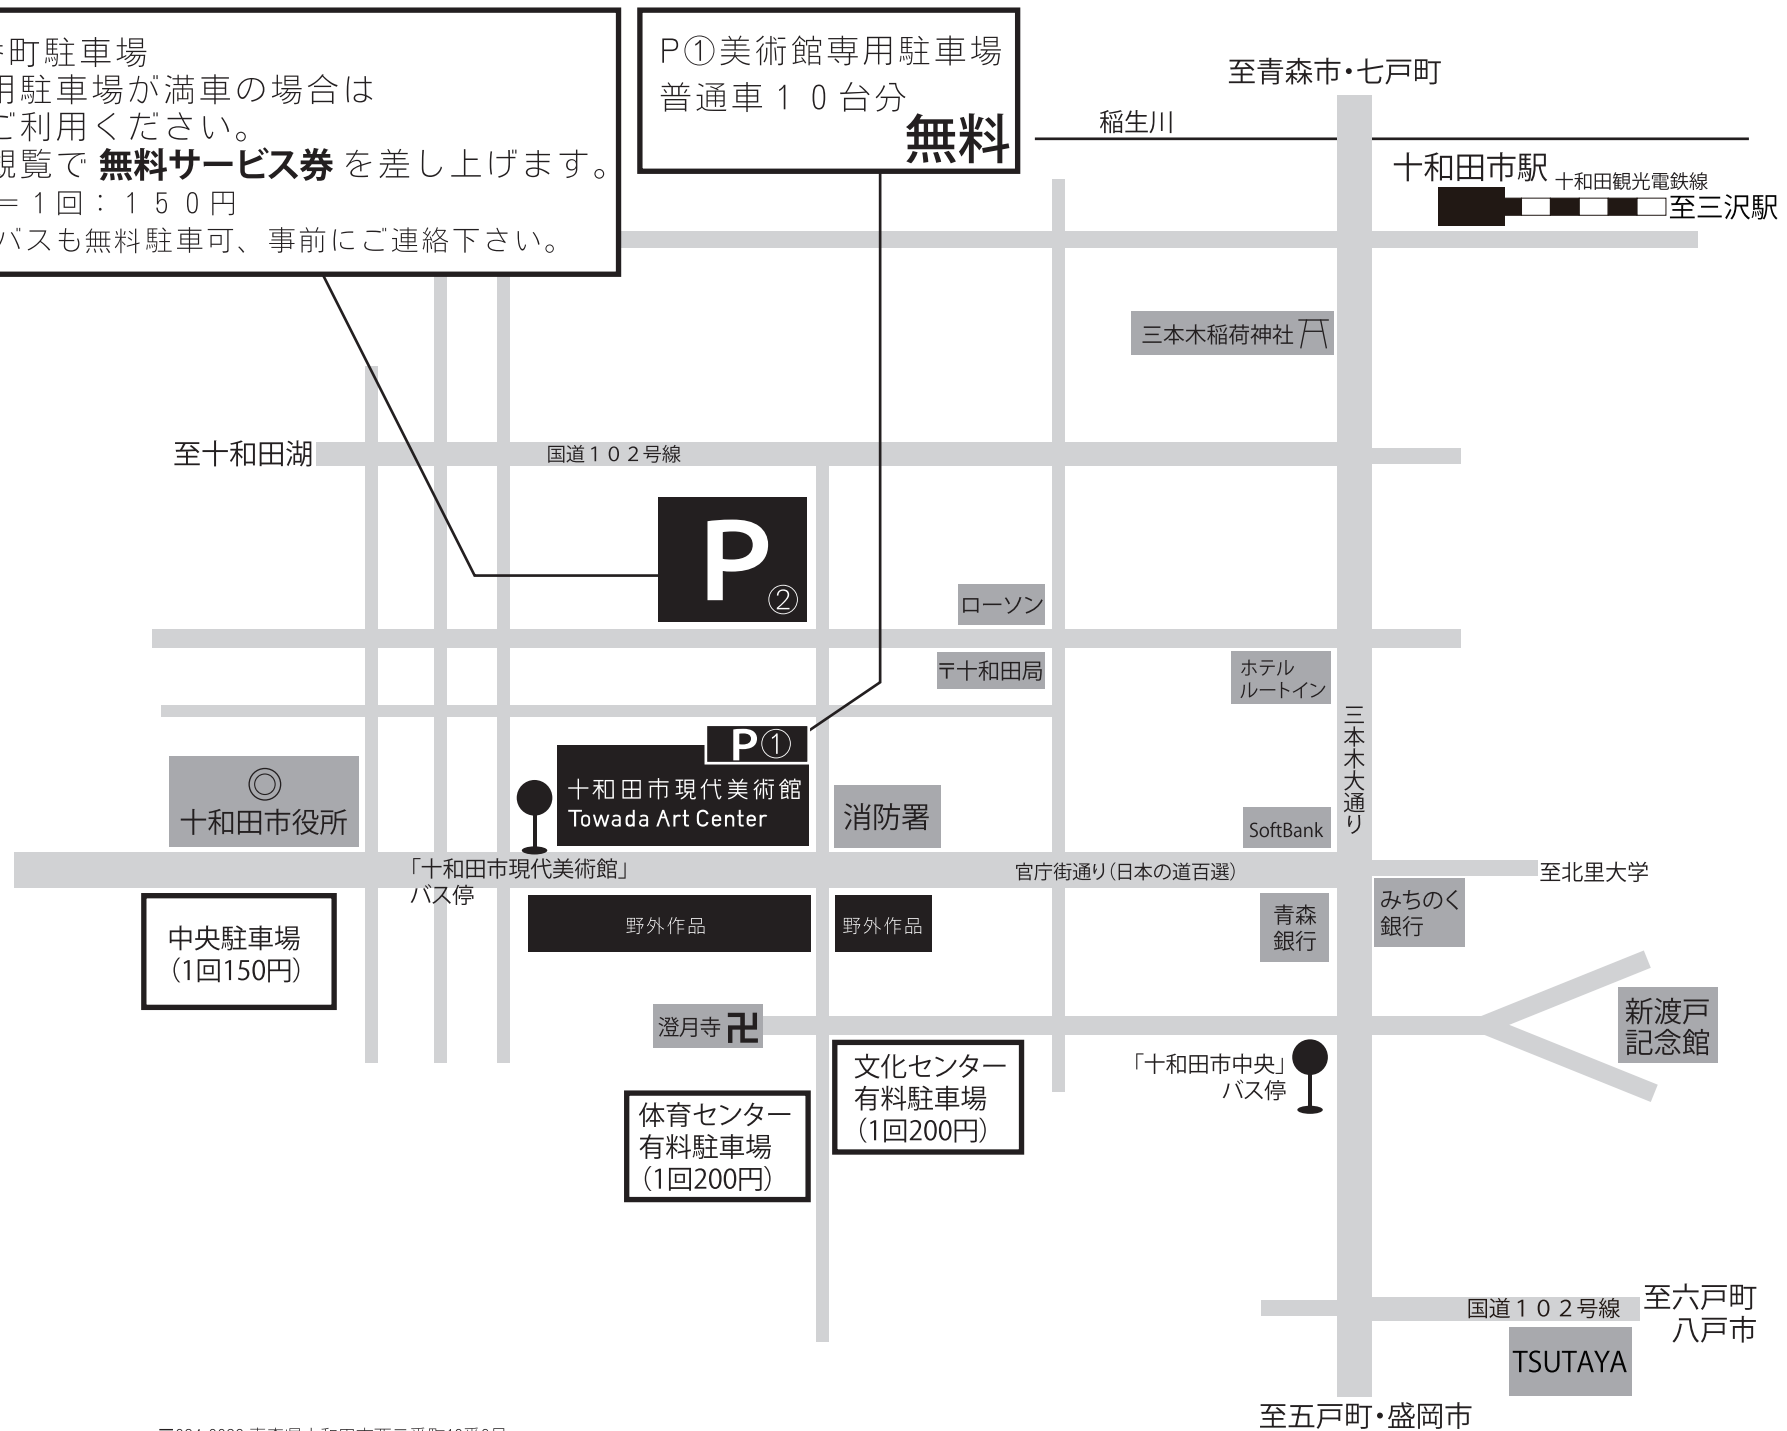 町駐車場
用駐車場が満車の場合は
ご利用ください。
観覧で 無料サービス券 を差し上げます。
＝１回：１５０円
バスも無料駐車可、事前にご連絡下さい。
P①美術館専用駐車場
普通車１０台分
無料
至青森市・七戸町
稲生川
十和田市駅
十和田観光電鉄線
至三沢駅
三本木稲荷神社
至十和田湖
国道１０２号線
P
②
ローソン
〒十和田局
ホテル
ルートイン
三本木大通り
P①
十和田市現代美術館
Towada Art Center
◎
十和田市役所
消防署
SoftBank
「十和田市現代美術館」
バス停
官庁街通り(日本の道百選)
至北里大学
中央駐車場
（1回150円）
野外作品
野外作品
青森
銀行
みちのく
銀行
澄月寺 卍
新渡戸
記念館
文化センター
有料駐車場
（1回200円）
「十和田市中央」
バス停
体育センター
有料駐車場
（1回200円）
国道１０２号線
至六戸町
八戸市
TSUTAYA
至五戸町・盛岡市